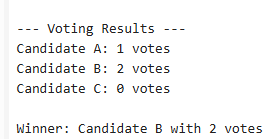 --- Voting Results ---
Candidate A: 1 votes
Candidate B: 2 votes
Candidate C: 0 votes
Winner: Candidate B with 2 votes